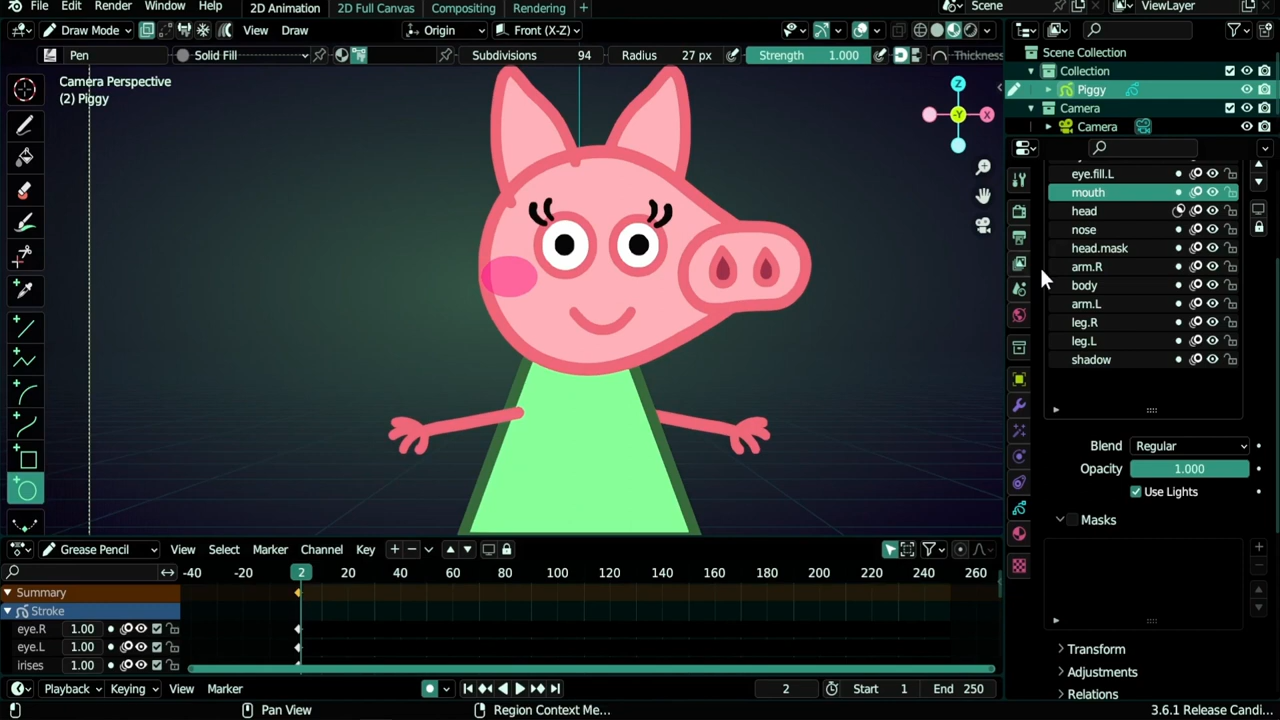 File Edit Render Window Help 2D Animation 2D Full Canvas Compositing Rendering + Scene ViewLayer
Draw Mode View Draw Origin Front (X-Z)
Pen Solid Fill Subdivisions 94 Radius 27 px Strength 1.000 Thickness
Scene Collection
Collection
Piggy
Camera
Camera
Camera Perspective
(2) Piggy
Z
-Y
X
eye.fill.L
mouth
head
nose
head.mask
arm.R
body
arm.L
leg.R
leg.L
shadow
Blend Regular
Opacity 1.000
Use Lights
Masks
Transform
Adjustments
Relations
Grease Pencil View Select Marker Channel Key
-40 -20 2 20 40 60 80 100 120 140 160 180 200 220 240 260
Summary
Stroke
eye.R 1.00
eye.L 1.00
irises 1.00
Playback Keying View Marker 2 Start 1 End 250
Pan View Region Context Me... 3.6.1 Release Candi...